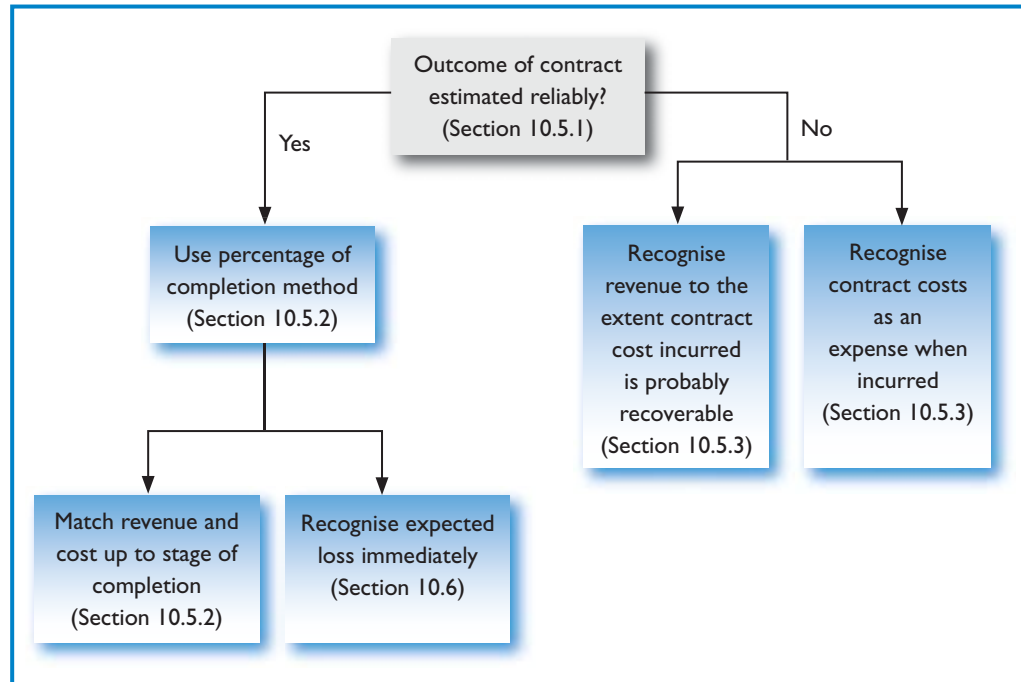 Outcome of contract
estimated reliably?
(Section 10.5.1)
Yes
No
Use percentage of
completion method
(Section 10.5.2)
Recognise
revenue to the
extent contract
cost incurred
is probably
recoverable
(Section 10.5.3)
Recognise
contract costs
as an
expense when
incurred
(Section 10.5.3)
Match revenue and
cost up to stage of
completion
(Section 10.5.2)
Recognise expected
loss immediately
(Section 10.6)